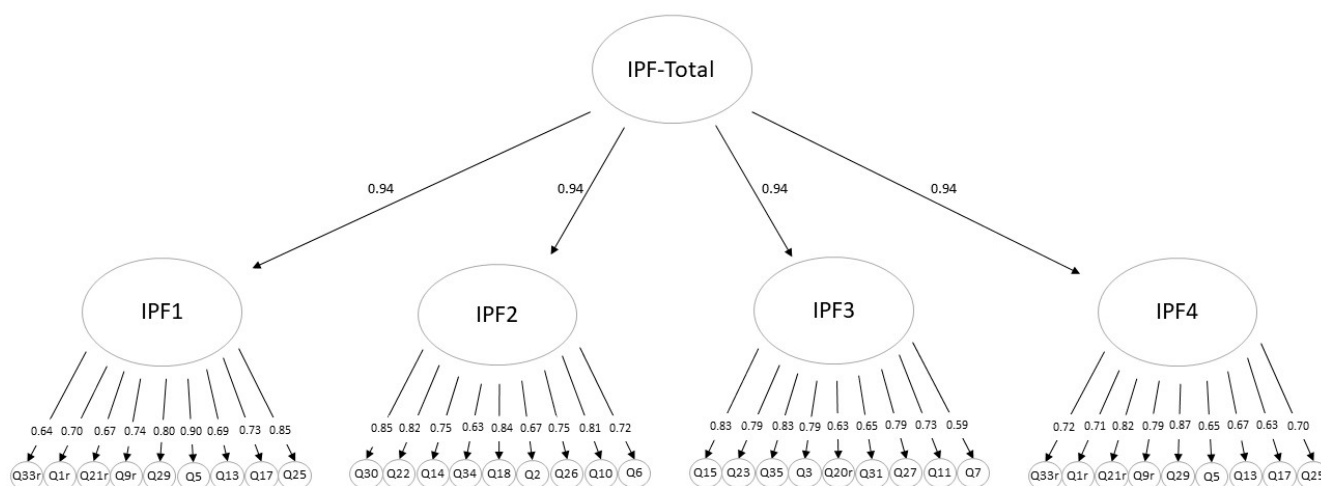 IPF-Total
0.94 0.94 0.94 0.94
IPF1 IPF2 IPF3 IPF4
0.64 0.70 0.67 0.74 0.80 0.90 0.69 0.73 0.85 0.85 0.82 0.75 0.63 0.84 0.67 0.75 0.81 0.72 0.83 0.79 0.83 0.79 0.63 0.65 0.79 0.73 0.59 0.72 0.71 0.82 0.79 0.87 0.65 0.67 0.63 0.70
Q33r Q1r Q21r Q9r Q29 Q5 Q13 Q17 Q25 Q30 Q22 Q14 Q34 Q18 Q2 Q26 Q10 Q6 Q15 Q23 Q35 Q3 Q20r Q31 Q27 Q11 Q7 Q33r Q1r Q21r Q9r Q29 Q5 Q13 Q17 Q25